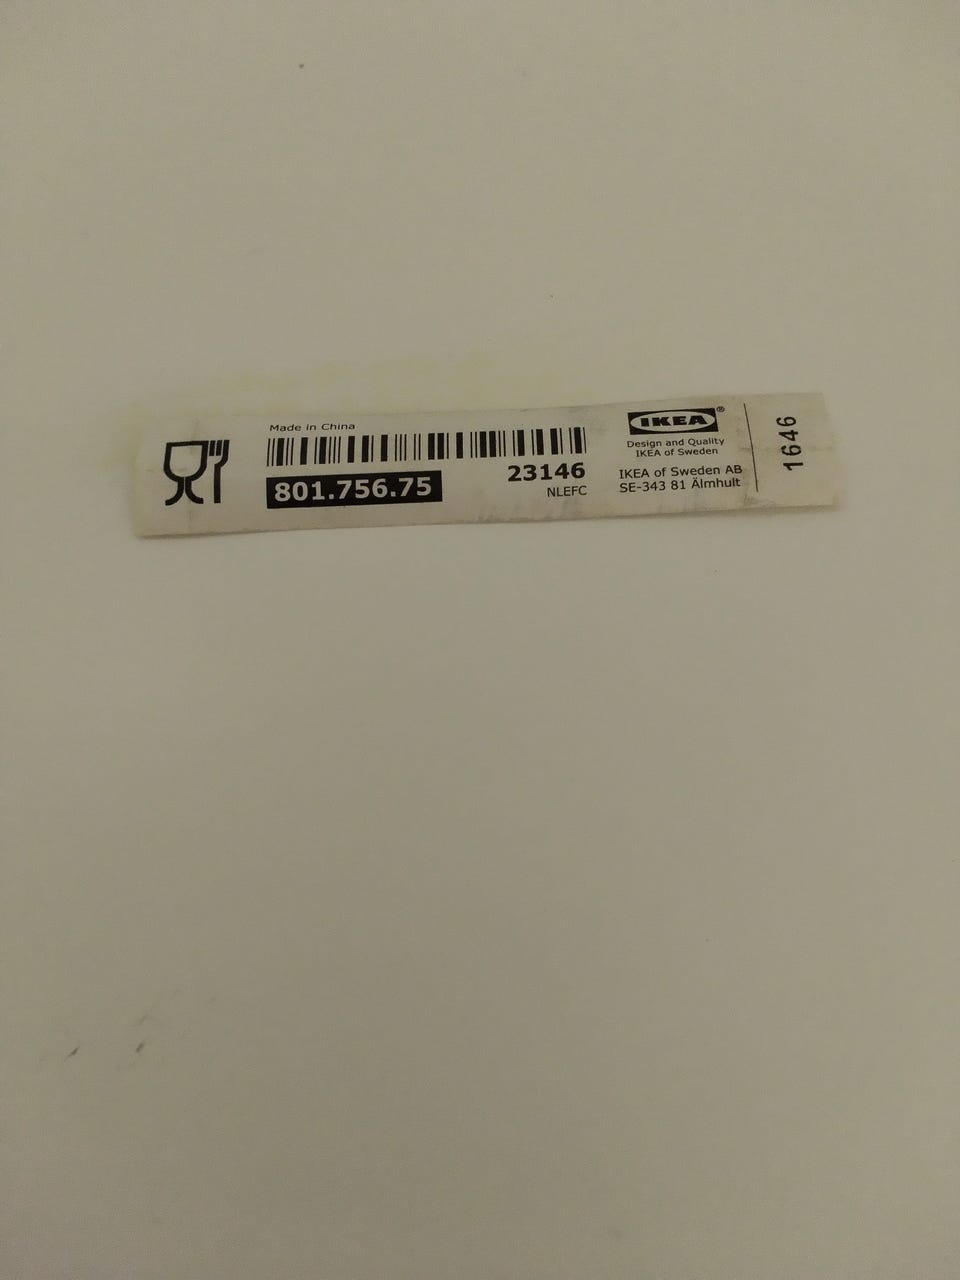 Made in China
801.756.75
23146
NLEFC
IKEA®
Design and Quality
IKEA of Sweden
IKEA of Sweden AB
SE-343 81 Älmhult
1646